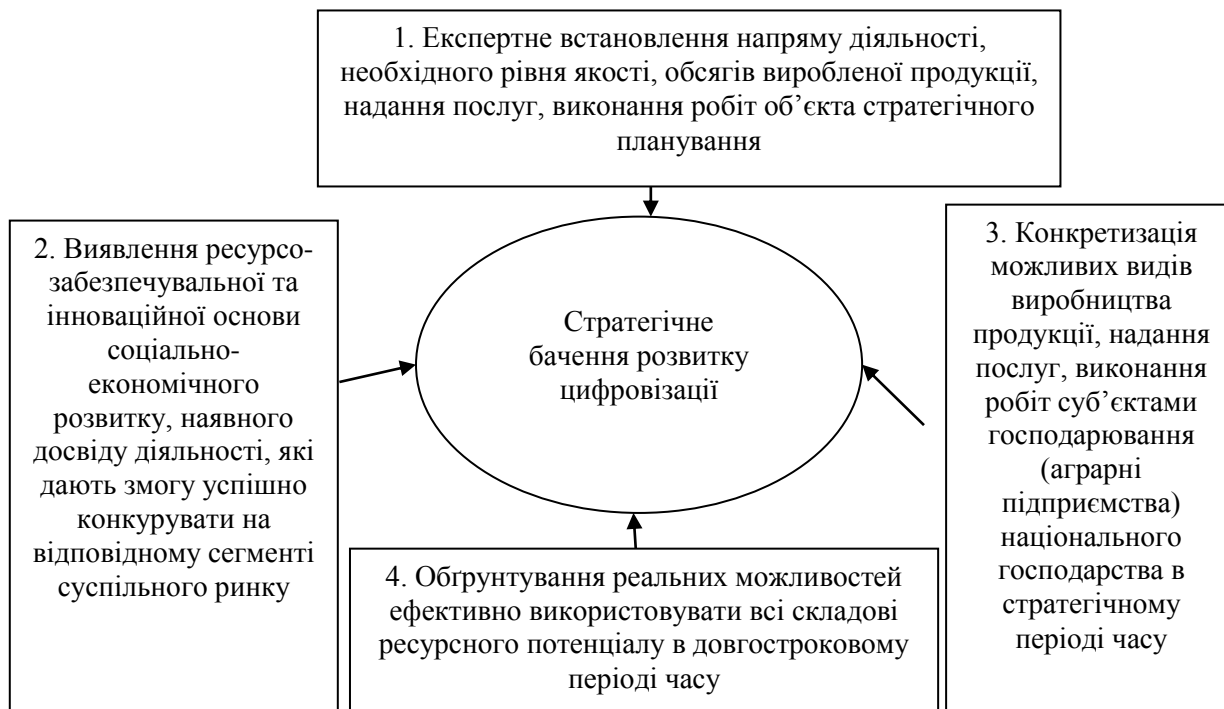 1. Експертне встановлення напряму діяльності,
необхідного рівня якості, обсягів виробленої продукції,
надання послуг, виконання робіт об’єкта стратегічного
планування
2. Виявлення ресурсо-
забезпечувальної та
інноваційної основи
соціально-
економічного
розвитку, наявного
досвіду діяльності, які
дають змогу успішно
конкурувати на
відповідному сегменті
суспільного ринку
Стратегічне
бачення розвитку
цифровізації
3. Конкретизація
можливих видів
виробництва
продукції, надання
послуг, виконання
робіт суб’єктами
господарювання
(аграрні
підприємства)
національного
господарства в
стратегічному
періоді часу
4. Обґрунтування реальних можливостей
ефективно використовувати всі складові
ресурсного потенціалу в довгостроковому
періоді часу